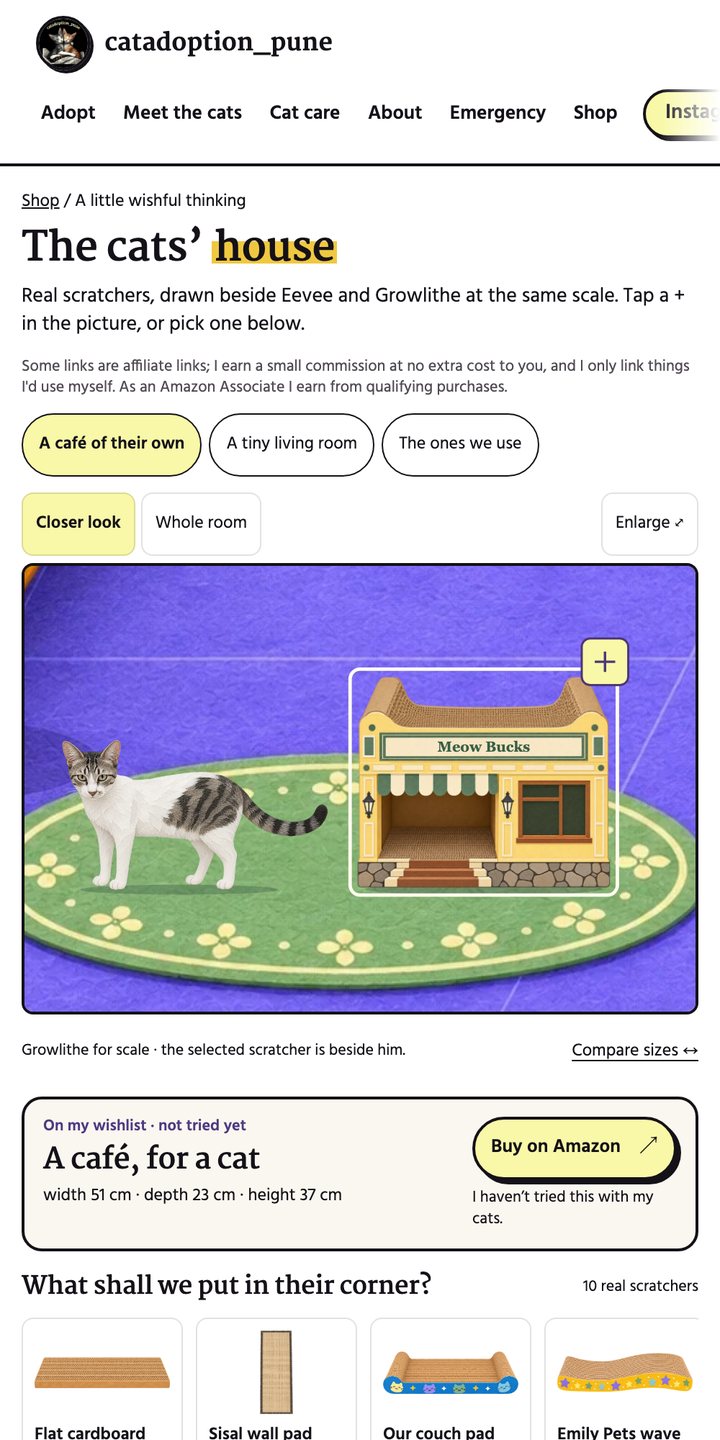 catadoption_pune
Adopt Meet the cats Cat care About Emergency Shop
Shop / A little wishful thinking
The cats’ house
Real scratchers, drawn beside Eevee and Growlithe at the same scale. Tap a +
in the picture, or pick one below.
Some links are affiliate links; I earn a small commission at no extra cost to you, and I only link things
I'd use myself. As an Amazon Associate I earn from qualifying purchases.
A café of their own A tiny living room The ones we use
Closer look Whole room Enlarge ⤢
Meow Bucks
Growlithe for scale · the selected scratcher is beside him. Compare sizes ↔
On my wishlist · not tried yet
A café, for a cat
width 51 cm · depth 23 cm · height 37 cm
Buy on Amazon ↗
I haven’t tried this with my
cats.
What shall we put in their corner? 10 real scratchers
Flat cardboard Sisal wall pad Our couch pad Emily Pets wave